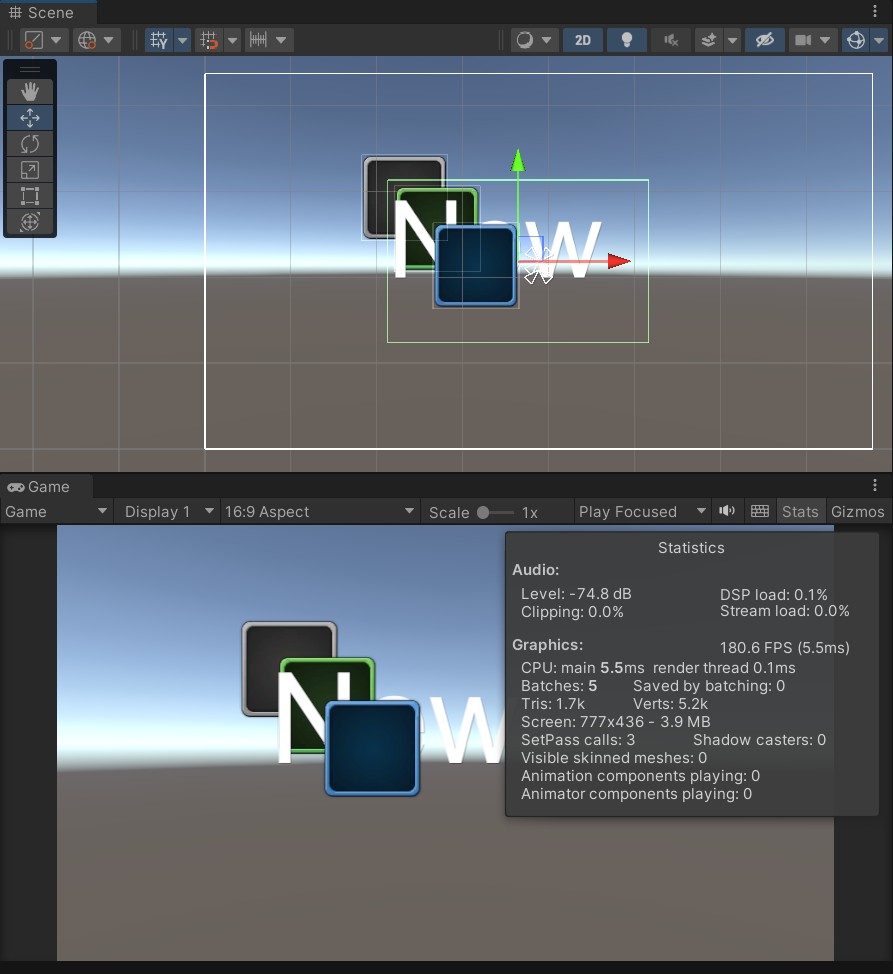 Scene
2D
New
Game
Game
Display 1
16:9 Aspect
Scale
1x
Play Focused
Stats
Gizmos
New
Statistics
Audio:
Level: -74.8 dB
DSP load: 0.1%
Clipping: 0.0%
Stream load: 0.0%
Graphics:
180.6 FPS (5.5ms)
CPU: main 5.5ms render thread 0.1ms
Batches: 5
Saved by batching: 0
Tris: 1.7k
Verts: 5.2k
Screen: 777x436 - 3.9 MB
SetPass calls: 3
Shadow casters: 0
Visible skinned meshes: 0
Animation components playing: 0
Animator components playing: 0